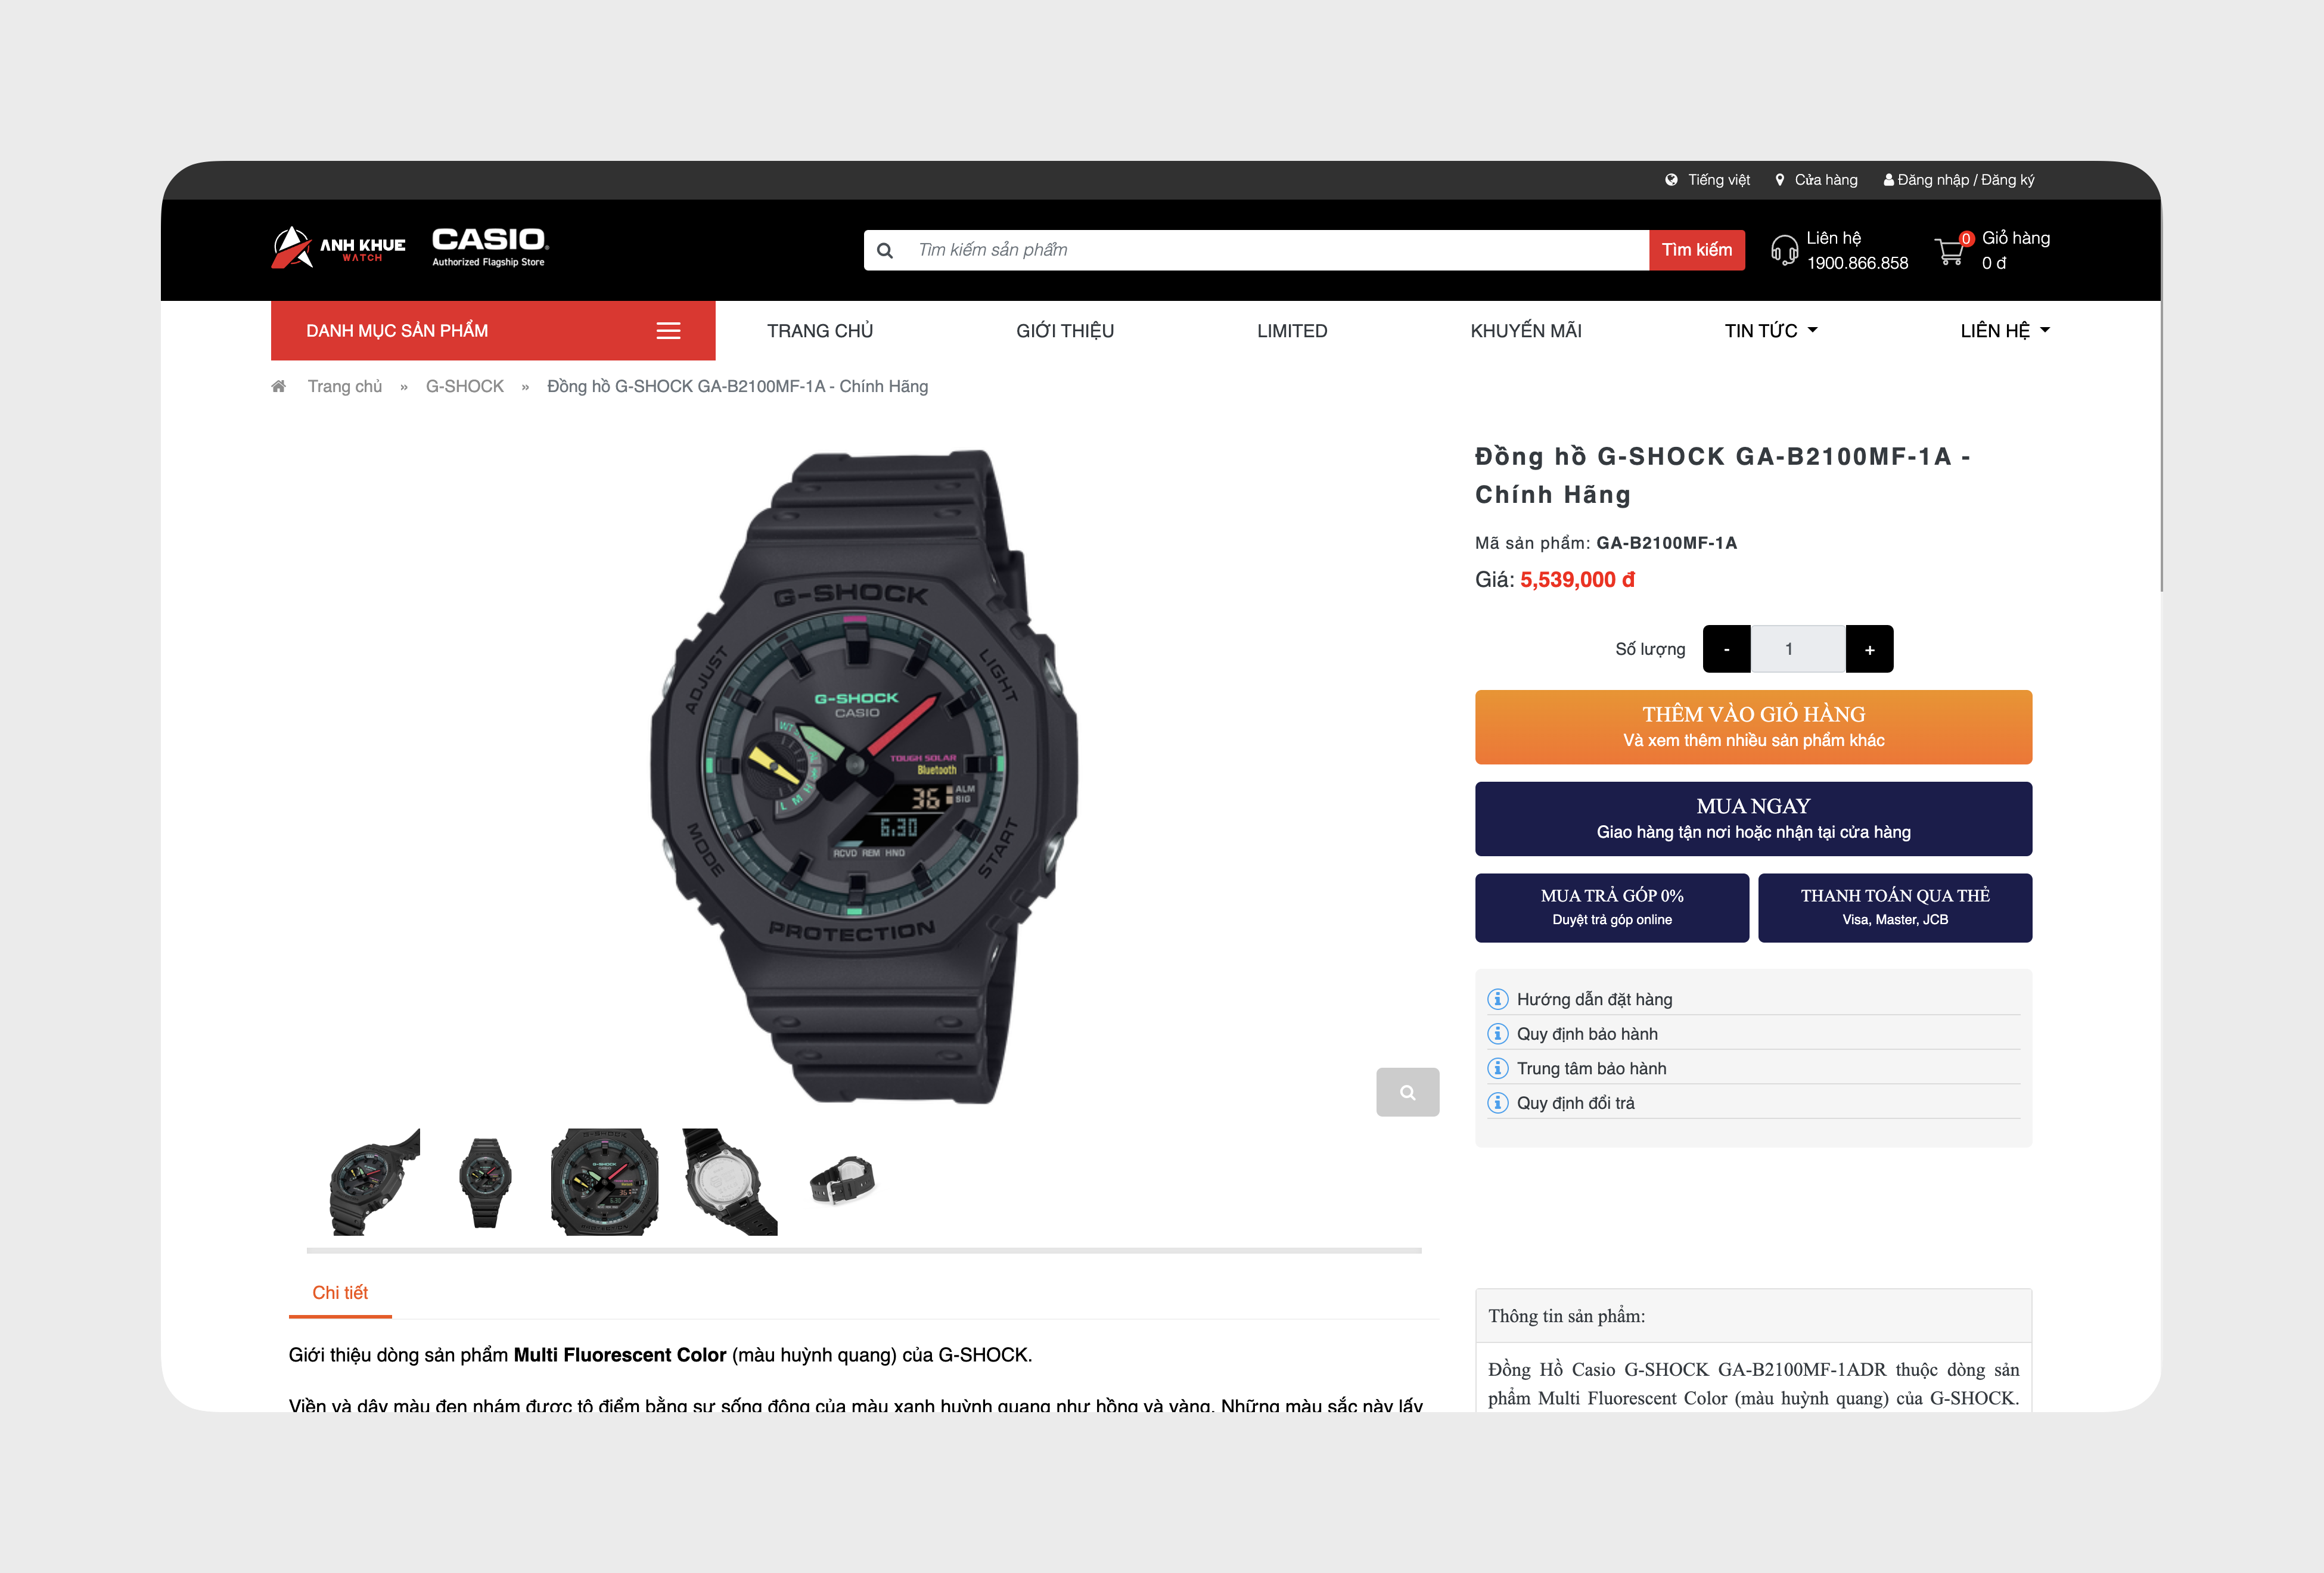 Tiếng việt
Cửa hàng
Đăng nhập / Đăng ký
ANH KHUE
WATCH
CASIO
Authorized Flagship Store
Tìm kiếm sản phẩm
Tìm kiếm
Liên hệ
1900.866.858
0
Giỏ hàng
0 đ
DANH MỤC SẢN PHẨM
TRANG CHỦ
GIỚI THIỆU
LIMITED
KHUYẾN MÃI
TIN TỨC
LIÊN HỆ
Trang chủ » G-SHOCK » Đồng hồ G-SHOCK GA-B2100MF-1A - Chính Hãng
G-SHOCK
ADJUST
LIGHT
G-SHOCK
CASIO
WT
TOUGH SOLAR
Bluetooth
36
ALM
SIG
6:30
L M H
RCVD REM HND
MODE
START
PROTECTION
Đồng hồ G-SHOCK GA-B2100MF-1A -
Chính Hãng
Mã sản phẩm: GA-B2100MF-1A
Giá: 5,539,000 đ
Số lượng
-
1
+
THÊM VÀO GIỎ HÀNG
Và xem thêm nhiều sản phẩm khác
MUA NGAY
Giao hàng tận nơi hoặc nhận tại cửa hàng
MUA TRẢ GÓP 0%
Duyệt trả góp online
THANH TOÁN QUA THẺ
Visa, Master, JCB
Hướng dẫn đặt hàng
Quy định bảo hành
Trung tâm bảo hành
Quy định đổi trả
Chi tiết
Giới thiệu dòng sản phẩm Multi Fluorescent Color (màu huỳnh quang) của G-SHOCK.
Viền và dây màu đen nhám được tô điểm bằng sự sống động của màu xanh huỳnh quang như hồng và vàng. Những màu sắc này lấy
Thông tin sản phẩm:
Đồng Hồ Casio G-SHOCK GA-B2100MF-1ADR thuộc dòng sản
phẩm Multi Fluorescent Color (màu huỳnh quang) của G-SHOCK.